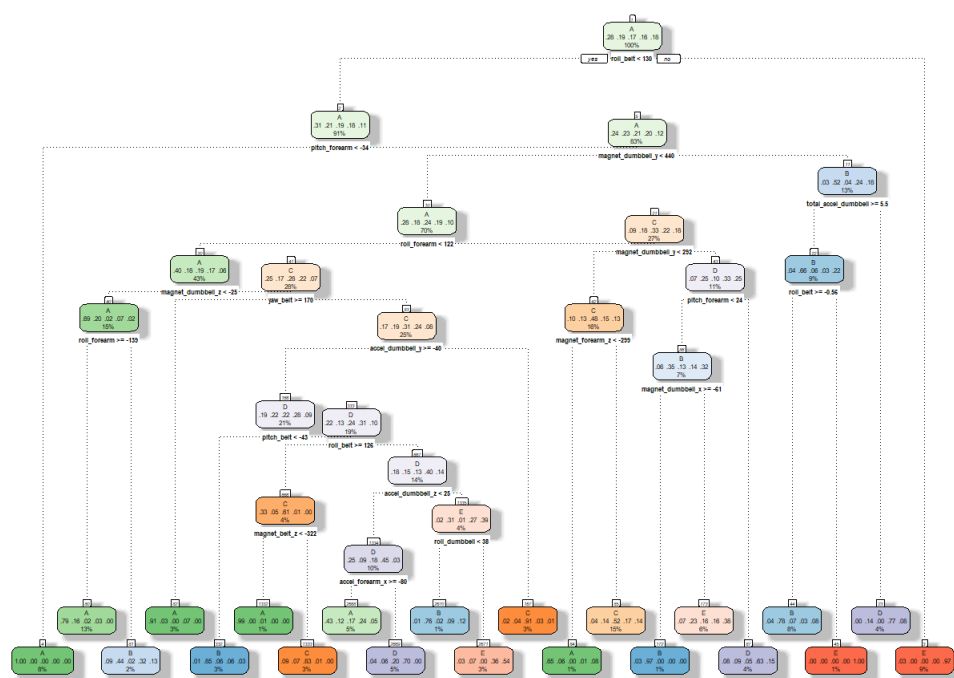 A
.28 .19 .17 .16 .18
100%
yes roll_belt < 130 no
A
.31 .21 .19 .18 .11
91%
pitch_forearm < -34
A
.24 .23 .21 .20 .12
83%
magnet_dumbbell_y < 440
B
.03 .52 .04 .24 .18
13%
total_accel_dumbbell >= 5.5
A
.28 .18 .24 .19 .10
70%
roll_forearm < 122
C
.09 .18 .33 .22 .18
27%
magnet_dumbbell_y < 292
A
.40 .18 .19 .17 .06
43%
magnet_dumbbell_z < -25
C
.25 .17 .26 .22 .07
28%
yaw_belt >= 170
D
.07 .25 .10 .33 .25
11%
pitch_forearm < 24
B
.04 .66 .06 .03 .22
9%
roll_belt >= -0.56
A
.69 .20 .02 .07 .02
15%
roll_forearm >= -139
C
.17 .19 .31 .24 .08
25%
accel_dumbbell_y >= -40
C
.10 .13 .48 .15 .13
16%
magnet_forearm_z < -255
B
.06 .35 .13 .14 .32
7%
magnet_dumbbell_x >= -61
D
.19 .22 .22 .28 .09
21%
pitch_belt < -43
D
.22 .13 .24 .31 .10
19%
roll_belt >= 126
D
.18 .15 .13 .40 .14
14%
accel_dumbbell_z < 25
C
.33 .05 .61 .01 .00
4%
magnet_belt_z < -322
E
.02 .31 .01 .27 .39
4%
roll_dumbbell < 38
D
.25 .09 .18 .45 .03
10%
accel_forearm_x >= -80
A
.79 .16 .02 .03 .00
13%
A
.91 .03 .00 .07 .00
3%
A
.99 .00 .01 .00 .00
1%
A
.43 .12 .17 .24 .05
5%
B
.01 .76 .02 .09 .12
1%
C
.02 .04 .91 .03 .01
3%
C
.04 .14 .52 .17 .14
15%
E
.07 .23 .16 .16 .38
6%
B
.04 .78 .07 .03 .08
8%
D
.00 .14 .00 .77 .08
4%
A
1.00 .00 .00 .00 .00
8%
B
.09 .44 .02 .32 .13
2%
B
.01 .85 .06 .06 .03
3%
C
.09 .07 .83 .01 .00
3%
D
.04 .06 .20 .70 .00
5%
E
.03 .07 .00 .36 .54
3%
A
.85 .06 .00 .01 .08
1%
B
.03 .97 .00 .00 .00
1%
D
.08 .09 .05 .63 .15
4%
E
.00 .00 .00 .00 1.00
1%
E
.03 .00 .00 .00 .97
9%